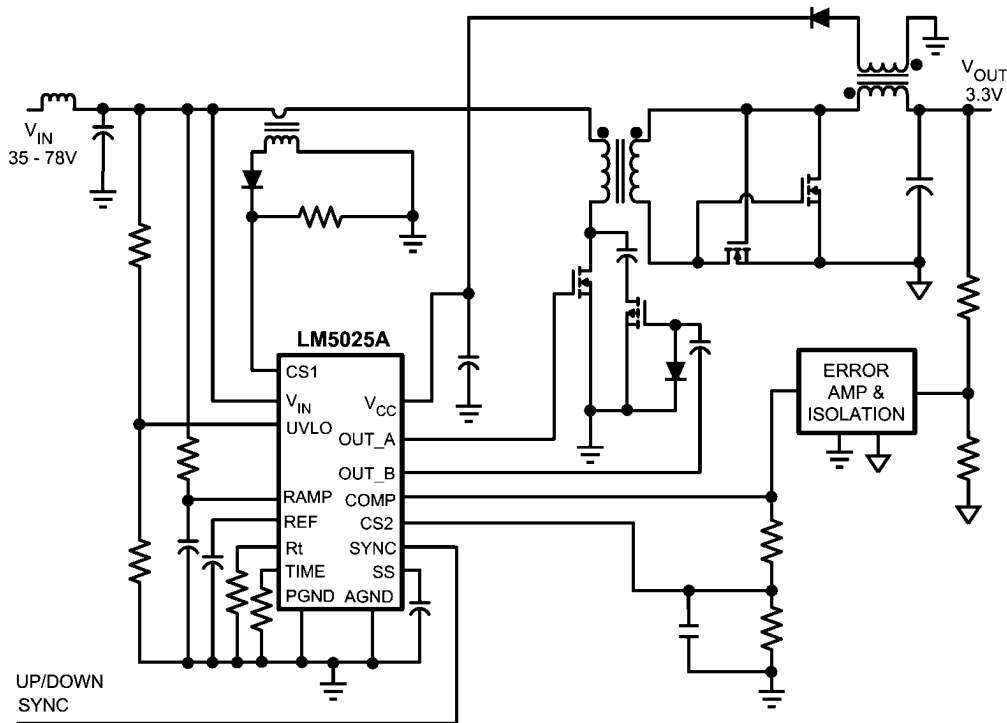 V_OUT
3.3V
V_IN
35 - 78V
LM5025A
CS1
V_IN
UVLO
RAMP
REF
Rt
TIME
PGND
V_CC
OUT_A
OUT_B
COMP
CS2
SYNC
SS
AGND
ERROR
AMP &
ISOLATION
UP/DOWN
SYNC